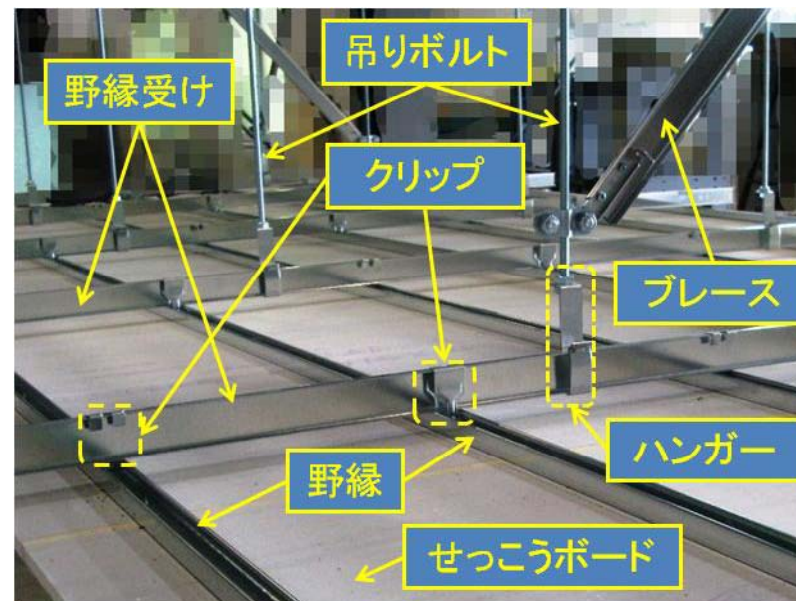 吊りボルト
野縁受け
クリップ
ブレース
ハンガー
野縁
せっこうボード